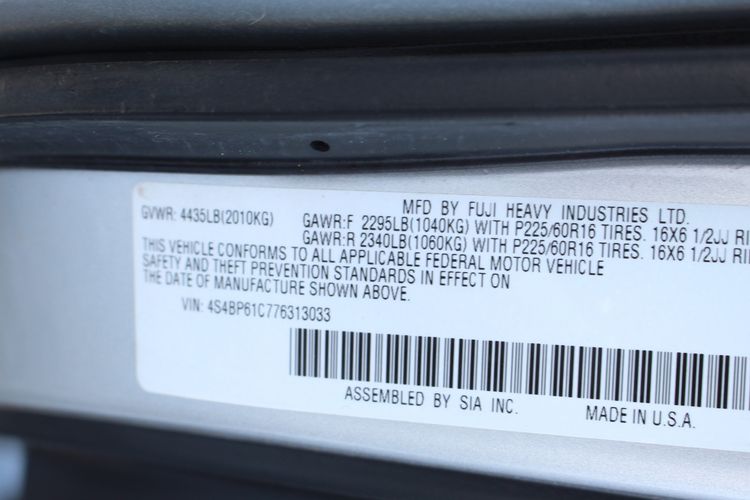 MFD BY FUJI HEAVY INDUSTRIES LTD.
GVWR: 4435LB(2010KG)
GAWR:F 2295LB(1040KG) WITH P225/60R16 TIRES. 16X6 1/2JJ RI
GAWR:R 2340LB(1060KG) WITH P225/60R16 TIRES. 16X6 1/2JJ RI
THIS VEHICLE CONFORMS TO ALL APPLICABLE FEDERAL MOTOR VEHICLE
SAFETY AND THEFT PREVENTION STANDARDS IN EFFECT ON
THE DATE OF MANUFACTURE SHOWN ABOVE.
VIN: 4S4BP61C776313033
ASSEMBLED BY SIA INC. MADE IN U.S.A.